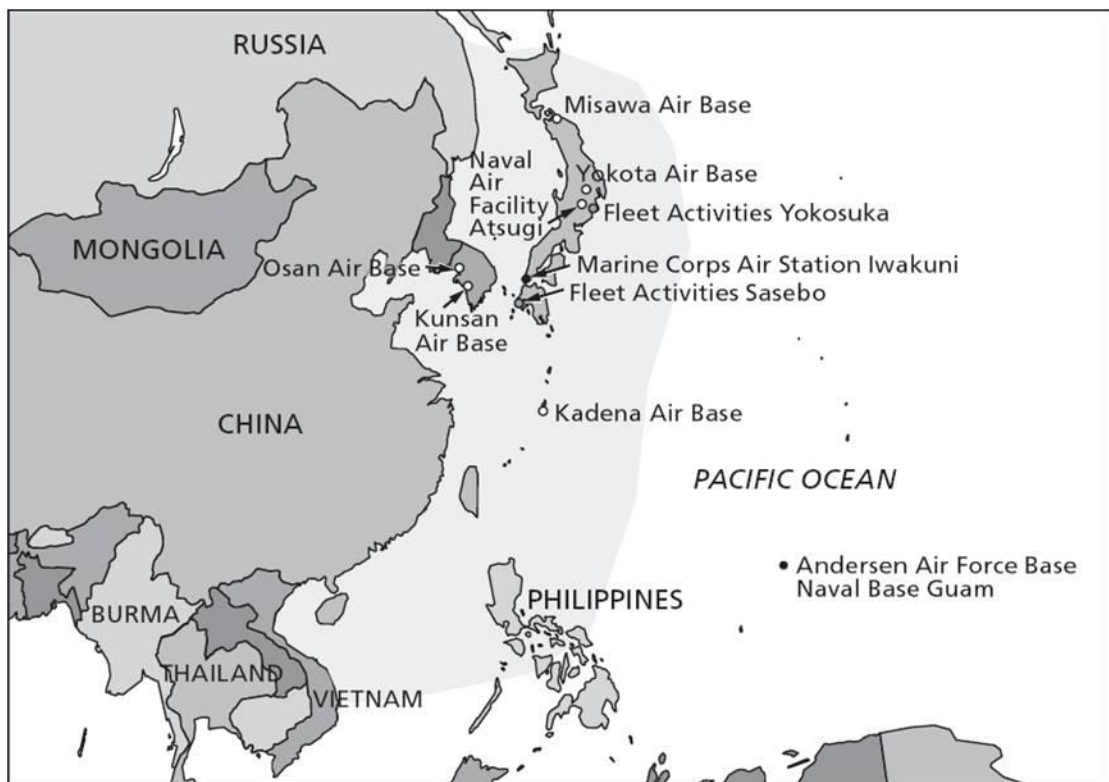 RUSSIA
Misawa Air Base
Naval
Air
Facility
Atsugi
Yokota Air Base
Fleet Activities Yokosuka
MONGOLIA
Osan Air Base
Marine Corps Air Station Iwakuni
Fleet Activities Sasebo
Kunsan
Air Base
CHINA
Kadena Air Base
PACIFIC OCEAN
Andersen Air Force Base
Naval Base Guam
PHILIPPINES
BURMA
THAILAND
VIETNAM